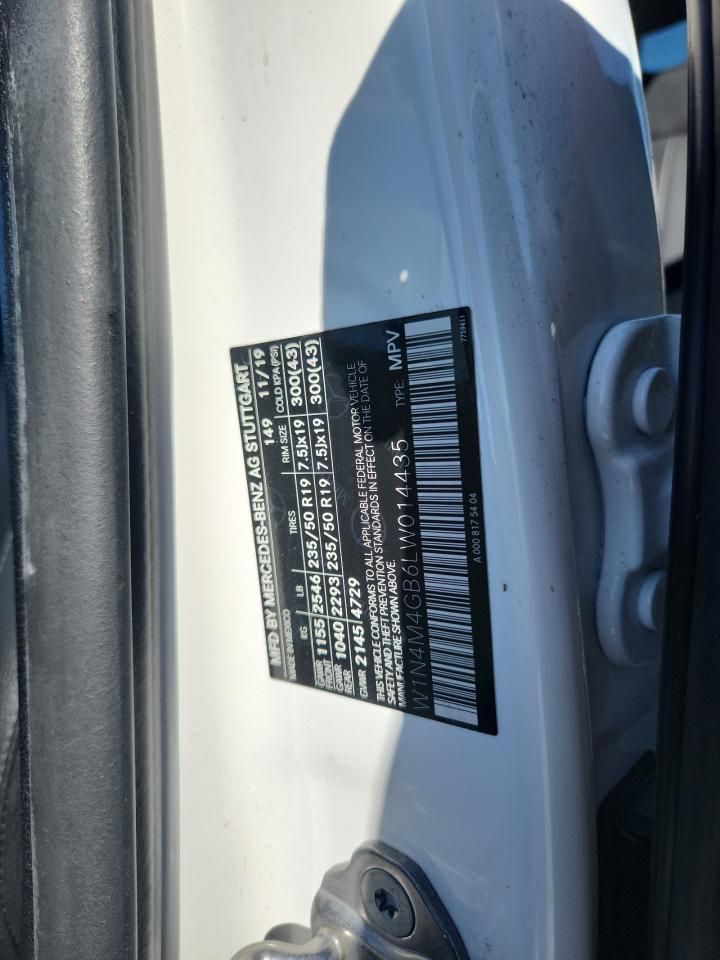 MFD BY MERCEDES-BENZ AG STUTTGART
MADE IN MEXICO 149 11/19
KG LB TIRES RIM SIZE COLD KPA(PSI)
GAWR FRONT 1155 2546 235/50 R19 7.5Jx19 300(43)
GAWR REAR 1040 2293 235/50 R19 7.5Jx19 300(43)
GVWR 2145 4729
THIS VEHICLE CONFORMS TO ALL APPLICABLE FEDERAL MOTOR VEHICLE
SAFETY AND THEFT PREVENTION STANDARDS IN EFFECT ON THE DATE OF
MANUFACTURE SHOWN ABOVE.
W1N4M4GB6LW014435 TYPE: MPV
A 000 817 54 04 7759411